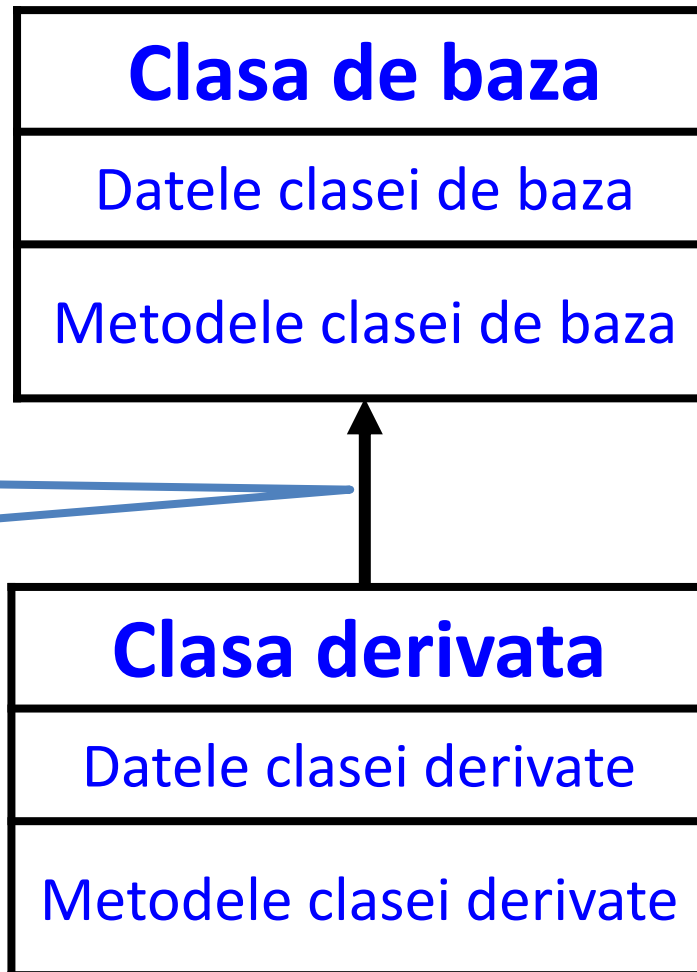 Clasa de baza
Datele clasei de baza
Metodele clasei de baza
Clasa derivata
Datele clasei derivate
Metodele clasei derivate